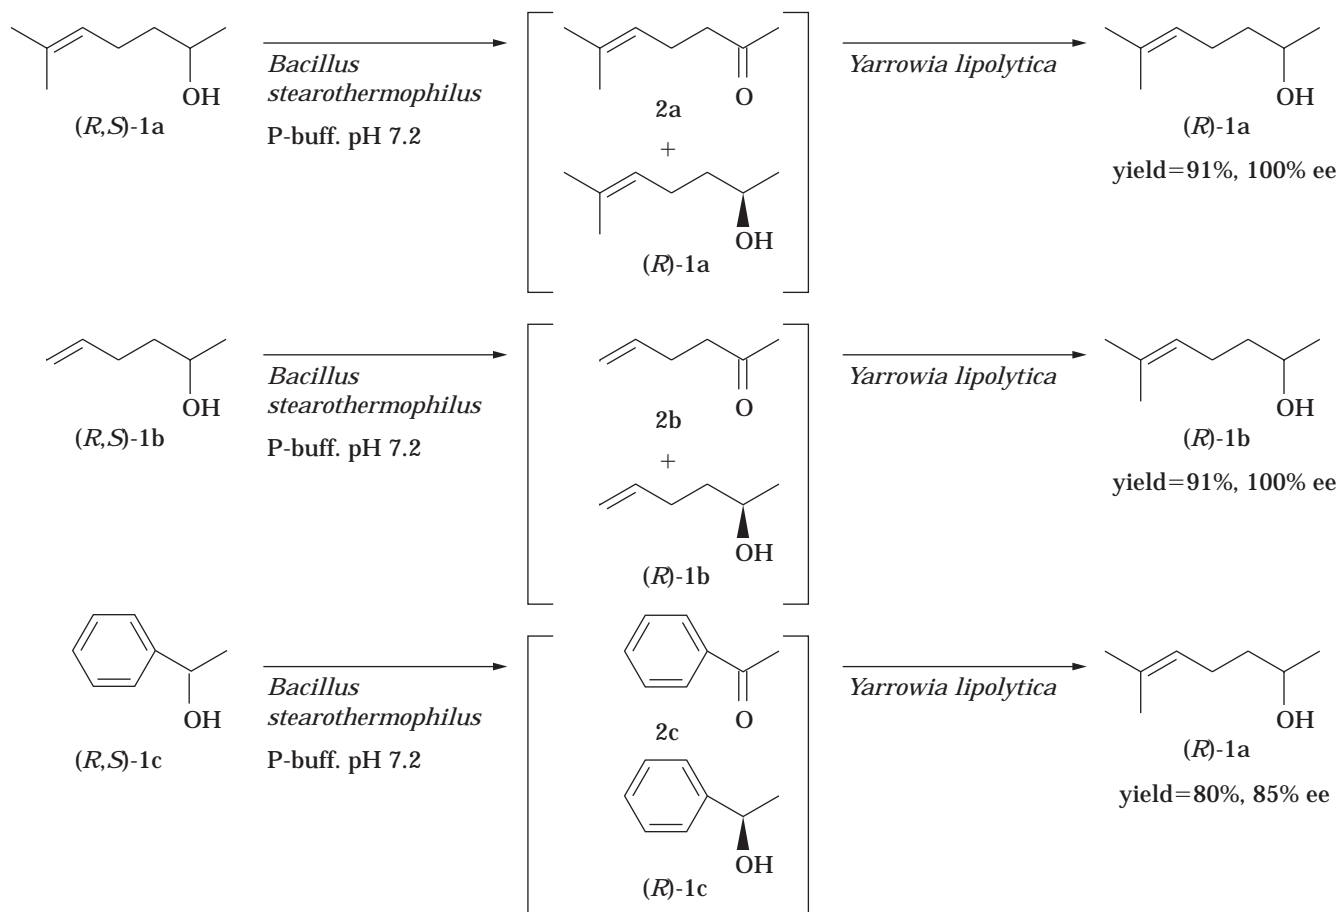 OH
(R,S)-1a
Bacillus
stearothermophilus
P-buff. pH 7.2
O
2a
+
OH
(R)-1a
Yarrowia lipolytica
OH
(R)-1a
yield=91%, 100% ee
OH
(R,S)-1b
Bacillus
stearothermophilus
P-buff. pH 7.2
O
2b
+
OH
(R)-1b
Yarrowia lipolytica
OH
(R)-1b
yield=91%, 100% ee
OH
(R,S)-1c
Bacillus
stearothermophilus
P-buff. pH 7.2
O
2c
OH
(R)-1c
Yarrowia lipolytica
OH
(R)-1a
yield=80%, 85% ee